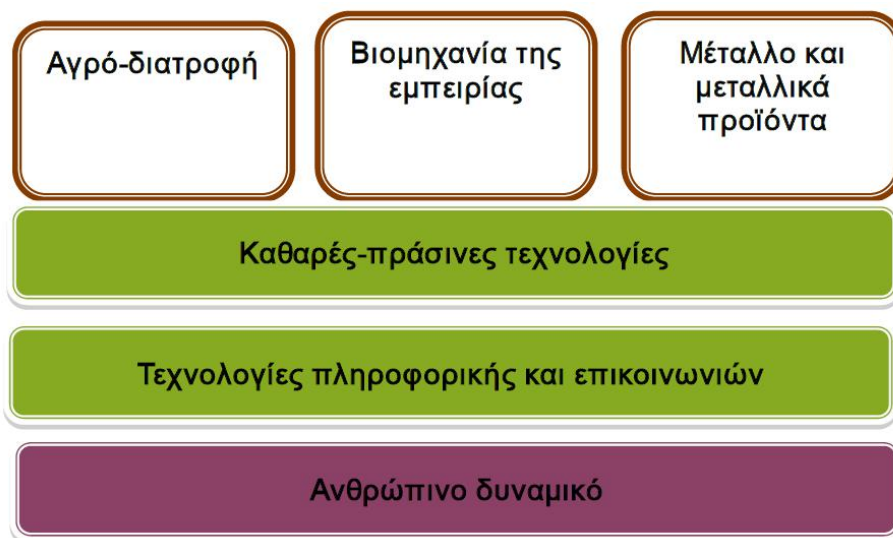 Αγρό-διατροφή
Βιομηχανία της
εμπειρίας
Μέταλλο και
μεταλλικά
προϊόντα
Καθαρές-πράσινες τεχνολογίες
Τεχνολογίες πληροφορικής και επικοινωνιών
Ανθρώπινο δυναμικό